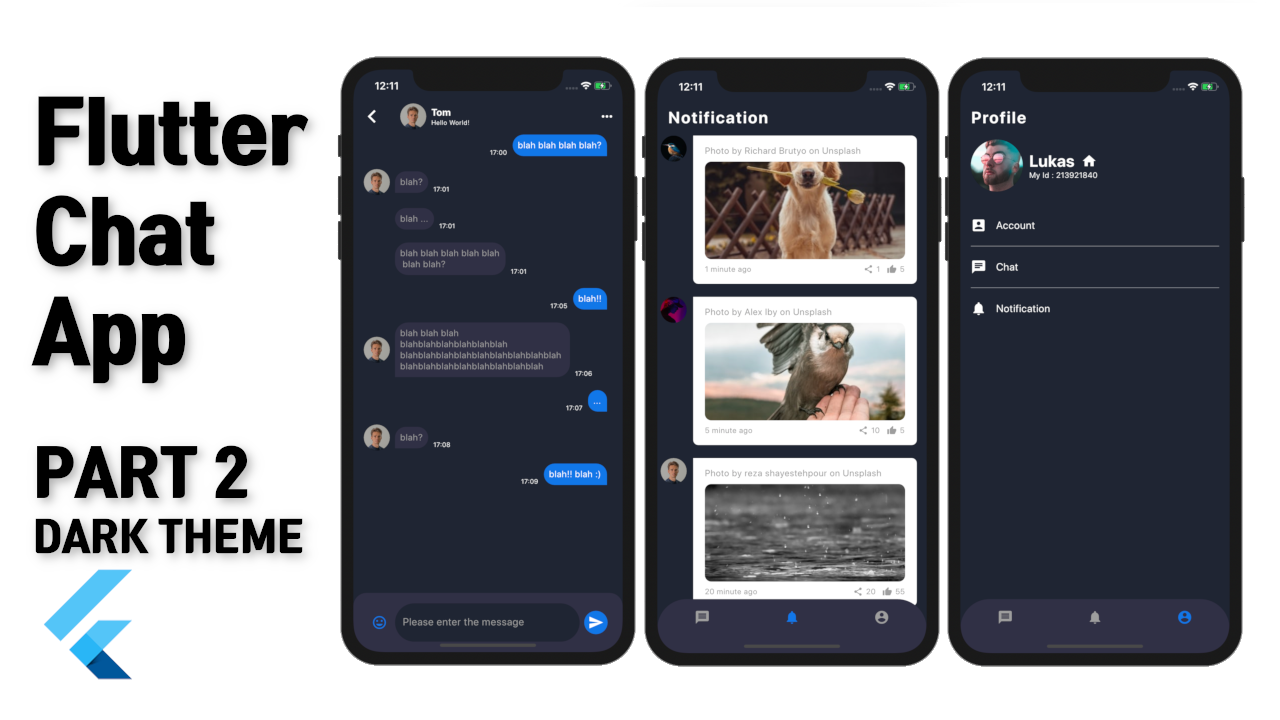 Flutter
Chat
App
PART 2
DARK THEME
12:11
Tom
Hello World!
blah blah blah blah?
17:00
blah?
17:01
blah ...
17:01
blah blah blah blah blah
blah blah?
17:01
blah!!
17:05
blah blah blah
blahblahblahblahblahblah
blahblahblahblahblahblahblahblahblah
blahblahblahblahblahblahblahblah
17:06
...
17:07
blah?
17:08
blah!! blah :)
17:09
Please enter the message
12:11
Notification
Photo by Richard Brutyo on Unsplash
1 minute ago 1 5
Photo by Alex Iby on Unsplash
5 minute ago 10 5
Photo by reza shayestehpour on Unsplash
20 minute ago 20 55
12:11
Profile
Lukas
My Id : 213921840
Account
Chat
Notification